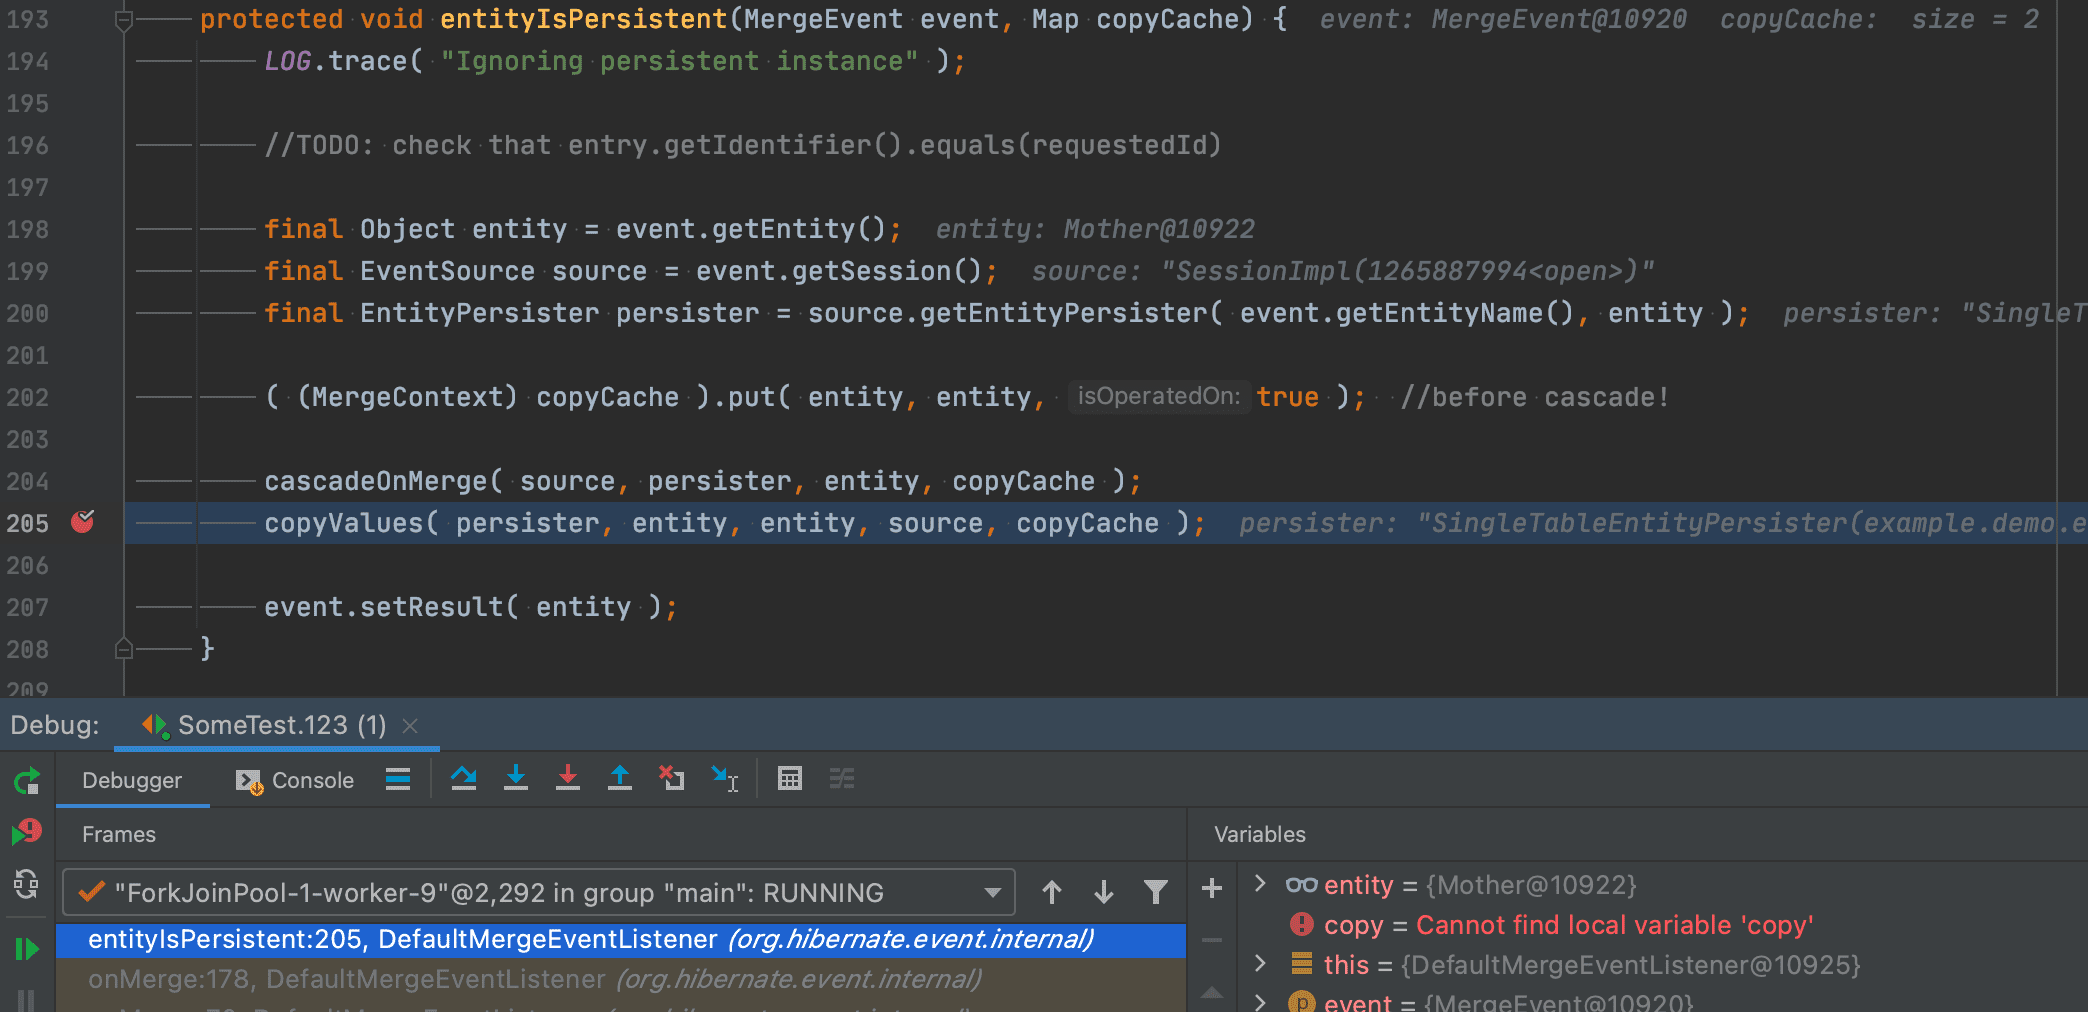 193 protected void entityIsPersistent(MergeEvent event, Map copyCache) { event: MergeEvent@10920 copyCache: size = 2
194 LOG.trace( "Ignoring persistent instance" );
195
196 //TODO: check that entry.getIdentifier().equals(requestedId)
197
198 final Object entity = event.getEntity(); entity: Mother@10922
199 final EventSource source = event.getSession(); source: "SessionImpl(1265887994<open>)"
200 final EntityPersister persister = source.getEntityPersister( event.getEntityName(), entity ); persister: "SingleT
201
202 ( (MergeContext) copyCache ).put( entity, entity, isOperatedOn: true ); //before cascade!
203
204 cascadeOnMerge( source, persister, entity, copyCache );
205 copyValues( persister, entity, entity, source, copyCache ); persister: "SingleTableEntityPersister(example.demo.e
206
207 event.setResult( entity );
208 }
209
Debug: SomeTest.123 (1)
Debugger Console
Frames
Variables
"ForkJoinPool-1-worker-9"@2,292 in group "main": RUNNING
entityIsPersistent:205, DefaultMergeEventListener (org.hibernate.event.internal)
onMerge:178, DefaultMergeEventListener (org.hibernate.event.internal)
entity = {Mother@10922}
copy = Cannot find local variable 'copy'
this = {DefaultMergeEventListener@10925}
event = {MergeEvent@10920}